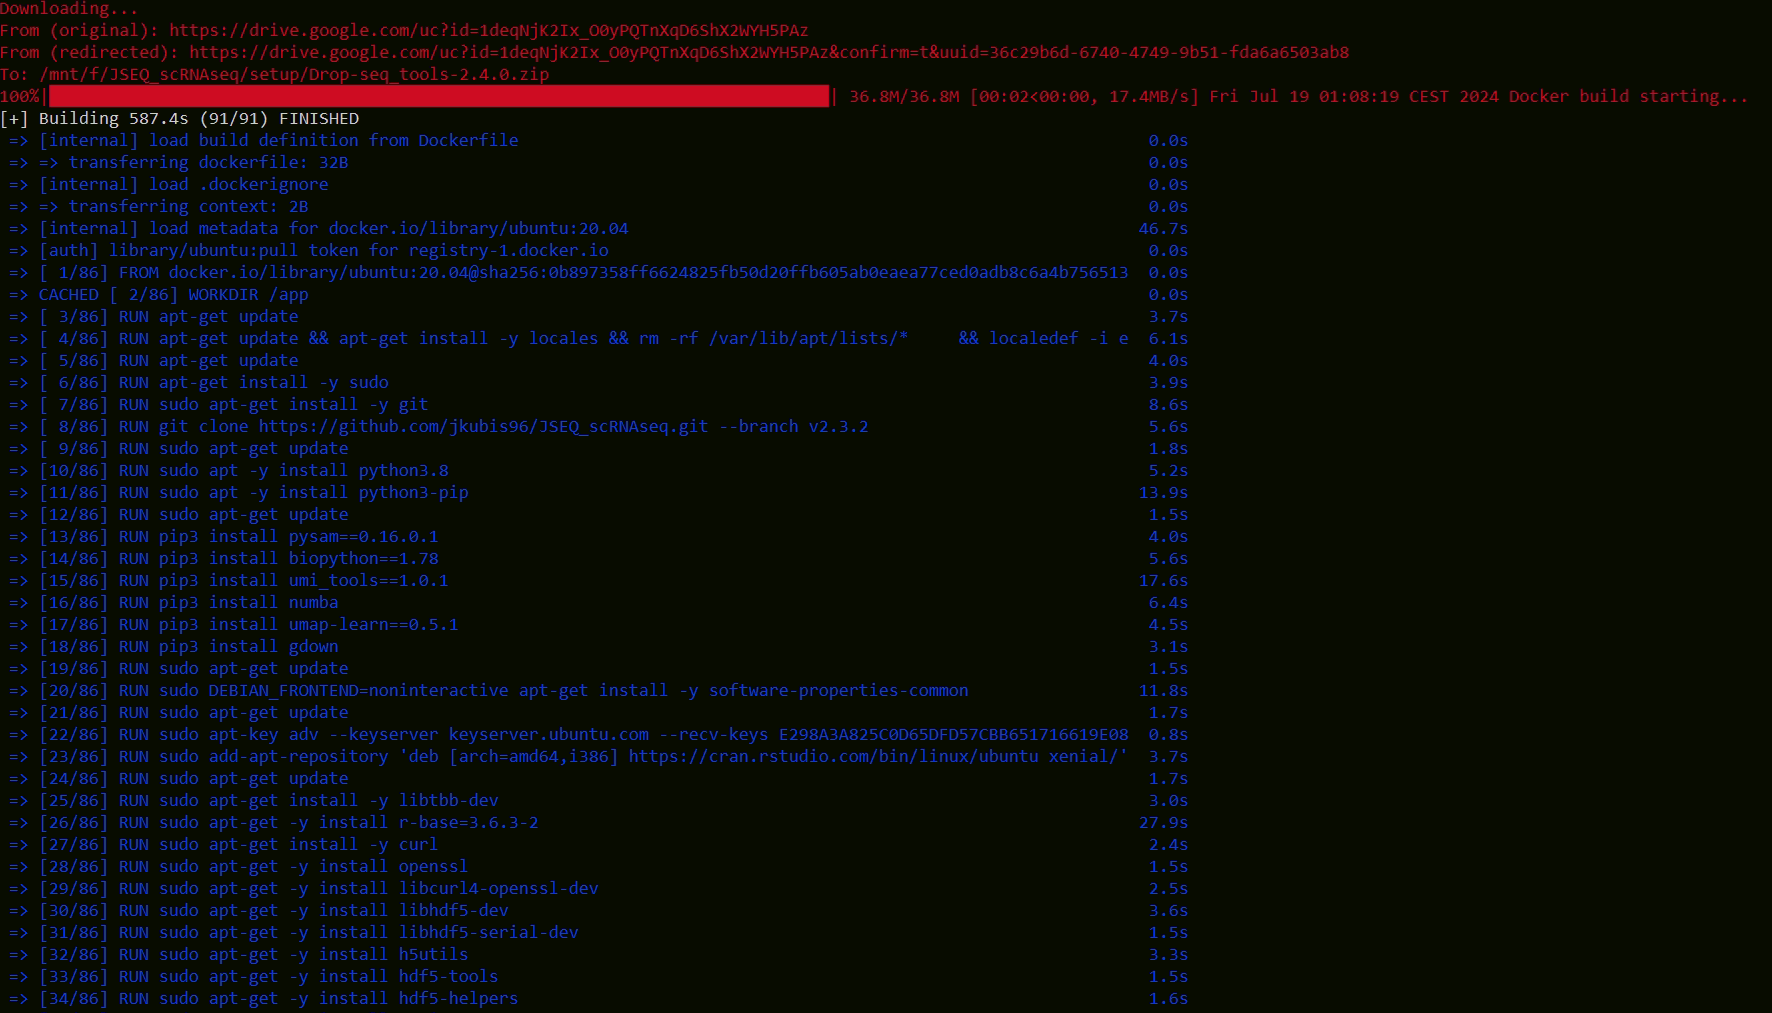 Downloading...
From (original): https://drive.google.com/uc?id=1deqNjK2Ix_O0yPQTnXqD6ShX2WYH5PAz
From (redirected): https://drive.google.com/uc?id=1deqNjK2Ix_O0yPQTnXqD6ShX2WYH5PAz&confirm=t&uuid=36c29b6d-6740-4749-9b51-fda6a6503ab8
To: /mnt/f/JSEQ_scRNAseq/setup/Drop-seq_tools-2.4.0.zip
100%| | 36.8M/36.8M [00:02<00:00, 17.4MB/s] Fri Jul 19 01:08:19 CEST 2024 Docker build starting...
[+] Building 587.4s (91/91) FINISHED
=> [internal] load build definition from Dockerfile 0.0s
=> => transferring dockerfile: 32B 0.0s
=> [internal] load .dockerignore 0.0s
=> => transferring context: 2B 0.0s
=> [internal] load metadata for docker.io/library/ubuntu:20.04 46.7s
=> [auth] library/ubuntu:pull token for registry-1.docker.io 0.0s
=> [ 1/86] FROM docker.io/library/ubuntu:20.04@sha256:0b897358ff6624825fb50d20ffb605ab0eaea77ced0adb8c6a4b756513 0.0s
=> CACHED [ 2/86] WORKDIR /app 0.0s
=> [ 3/86] RUN apt-get update 3.7s
=> [ 4/86] RUN apt-get update && apt-get install -y locales && rm -rf /var/lib/apt/lists/* && localedef -i e 6.1s
=> [ 5/86] RUN apt-get update 4.0s
=> [ 6/86] RUN apt-get install -y sudo 3.9s
=> [ 7/86] RUN sudo apt-get install -y git 8.6s
=> [ 8/86] RUN git clone https://github.com/jkubis96/JSEQ_scRNAseq.git --branch v2.3.2 5.6s
=> [ 9/86] RUN sudo apt-get update 1.8s
=> [10/86] RUN sudo apt -y install python3.8 5.2s
=> [11/86] RUN sudo apt -y install python3-pip 13.9s
=> [12/86] RUN sudo apt-get update 1.5s
=> [13/86] RUN pip3 install pysam==0.16.0.1 4.0s
=> [14/86] RUN pip3 install biopython==1.78 5.6s
=> [15/86] RUN pip3 install umi_tools==1.0.1 17.6s
=> [16/86] RUN pip3 install numba 6.4s
=> [17/86] RUN pip3 install umap-learn==0.5.1 4.5s
=> [18/86] RUN pip3 install gdown 3.1s
=> [19/86] RUN sudo apt-get update 1.5s
=> [20/86] RUN sudo DEBIAN_FRONTEND=noninteractive apt-get install -y software-properties-common 11.8s
=> [21/86] RUN sudo apt-get update 1.7s
=> [22/86] RUN sudo apt-key adv --keyserver keyserver.ubuntu.com --recv-keys E298A3A825C0D65DFD57CBB651716619E08 0.8s
=> [23/86] RUN sudo add-apt-repository 'deb [arch=amd64,i386] https://cran.rstudio.com/bin/linux/ubuntu xenial/' 3.7s
=> [24/86] RUN sudo apt-get update 1.7s
=> [25/86] RUN sudo apt-get install -y libtbb-dev 3.0s
=> [26/86] RUN sudo apt-get -y install r-base=3.6.3-2 27.9s
=> [27/86] RUN sudo apt-get install -y curl 2.4s
=> [28/86] RUN sudo apt-get -y install openssl 1.5s
=> [29/86] RUN sudo apt-get -y install libcurl4-openssl-dev 2.5s
=> [30/86] RUN sudo apt-get -y install libhdf5-dev 3.6s
=> [31/86] RUN sudo apt-get -y install libhdf5-serial-dev 1.5s
=> [32/86] RUN sudo apt-get -y install h5utils 3.3s
=> [33/86] RUN sudo apt-get -y install hdf5-tools 1.5s
=> [34/86] RUN sudo apt-get -y install hdf5-helpers 1.6s